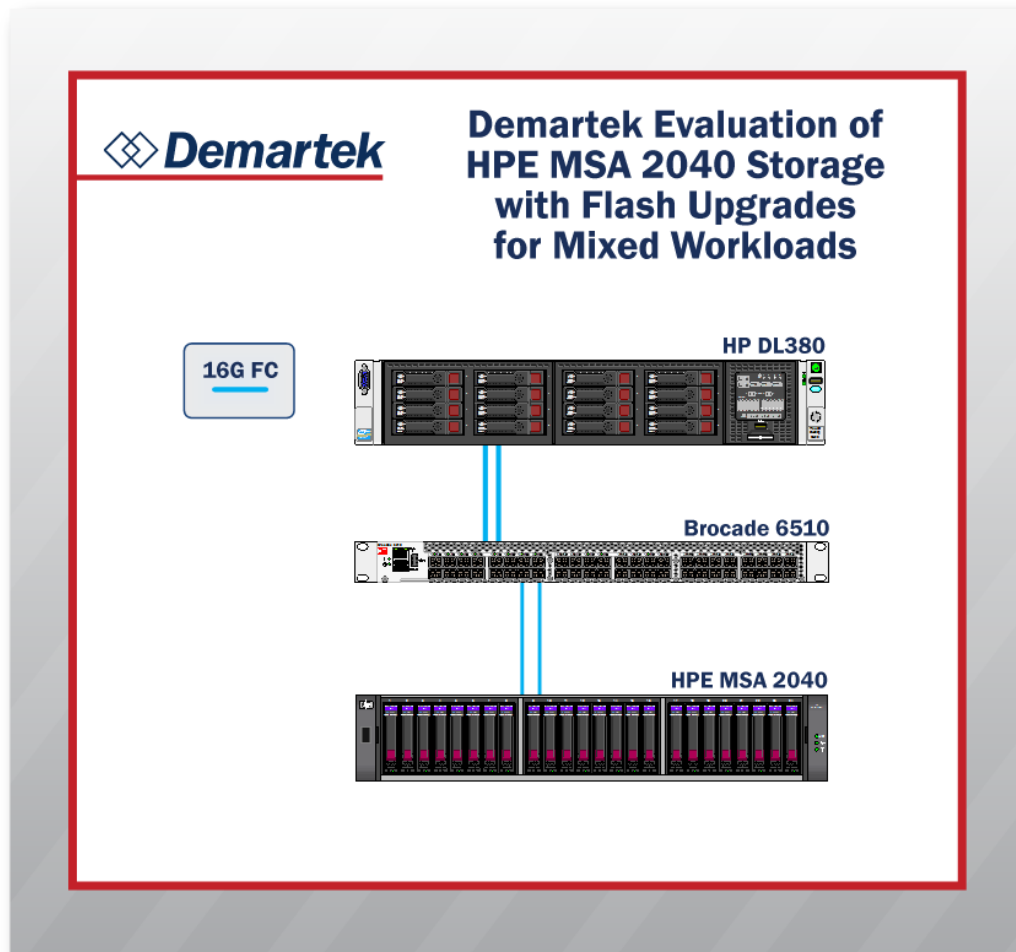 Demartek
Demartek Evaluation of
HPE MSA 2040 Storage
with Flash Upgrades
for Mixed Workloads
16G FC
HP DL380
Brocade 6510
HPE MSA 2040